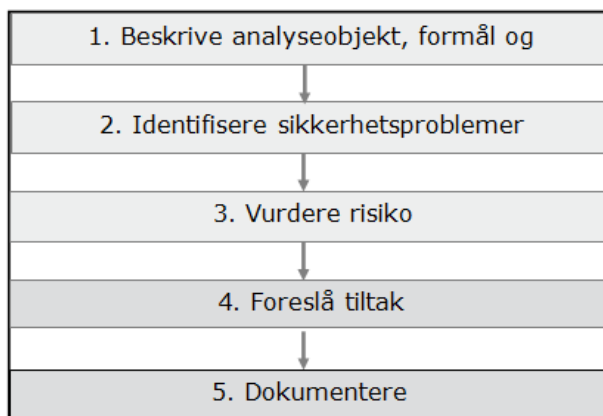 1. Beskrive analyseobjekt, formål og
2. Identifisere sikkerhetsproblemer
3. Vurdere risiko
4. Foreslå tiltak
5. Dokumentere